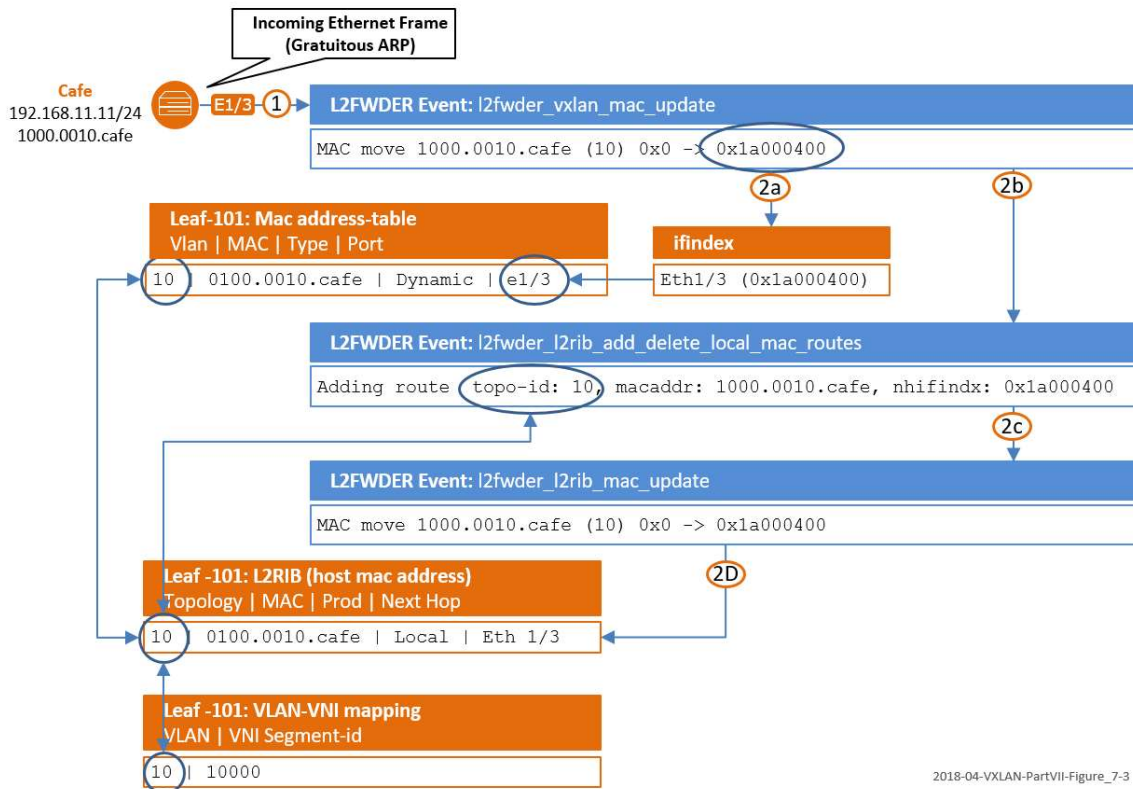 Incoming Ethernet Frame
(Gratuitous ARP)
Cafe
192.168.11.11/24
1000.0010.cafe
E1/3
1
L2FWDER Event: l2fwder_vxlan_mac_update
MAC move 1000.0010.cafe (10) 0x0 -> 0x1a000400
2a
2b
Leaf-101: Mac address-table
Vlan | MAC | Type | Port
10 | 0100.0010.cafe | Dynamic | e1/3
ifindex
Eth1/3 (0x1a000400)
L2FWDER Event: l2fwder_l2rib_add_delete_local_mac_routes
Adding route topo-id: 10, macaddr: 1000.0010.cafe, nhifindx: 0x1a000400
2c
L2FWDER Event: l2fwder_l2rib_mac_update
MAC move 1000.0010.cafe (10) 0x0 -> 0x1a000400
2D
Leaf -101: L2RIB (host mac address)
Topology | MAC | Prod | Next Hop
10 | 0100.0010.cafe | Local | Eth 1/3
Leaf -101: VLAN-VNI mapping
VLAN | VNI Segment-id
10 | 10000
2018-04-VXLAN-PartVII-Figure_7-3